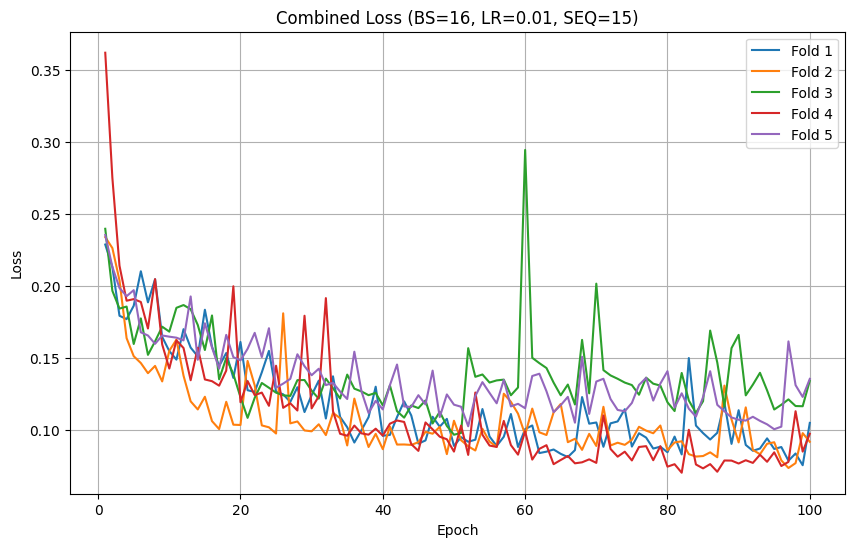 Combined Loss (BS=16, LR=0.01, SEQ=15)
Fold 1
Fold 2
Fold 3
Fold 4
Fold 5
Loss
0.35
0.30
0.25
0.20
0.15
0.10
0
20
40
60
80
100
Epoch